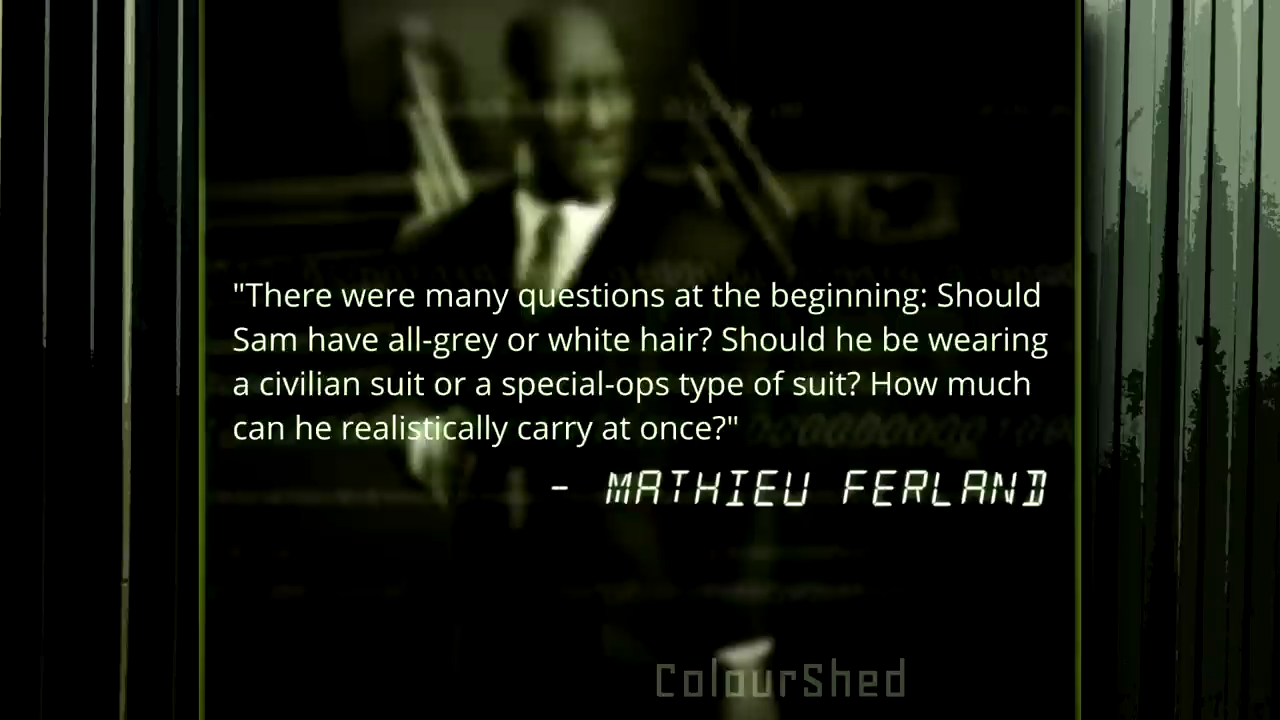 "There were many questions at the beginning: Should
Sam have all-grey or white hair? Should he be wearing
a civilian suit or a special-ops type of suit? How much
can he realistically carry at once?"
- MATHIEU FERLAND
ColourShed